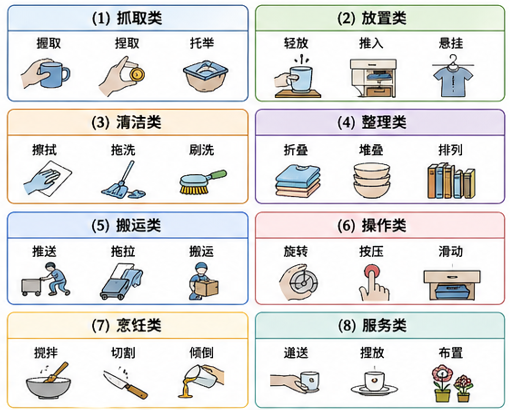 (1) 抓取类
握取 捏取 托举
(2) 放置类
轻放 推入 悬挂
(3) 清洁类
擦拭 拖洗 刷洗
(4) 整理类
折叠 堆叠 排列
(5) 搬运类
推送 拖拉 搬运
(6) 操作类
旋转 按压 滑动
(7) 烹饪类
搅拌 切割 倾倒
(8) 服务类
递送 摆放 布置